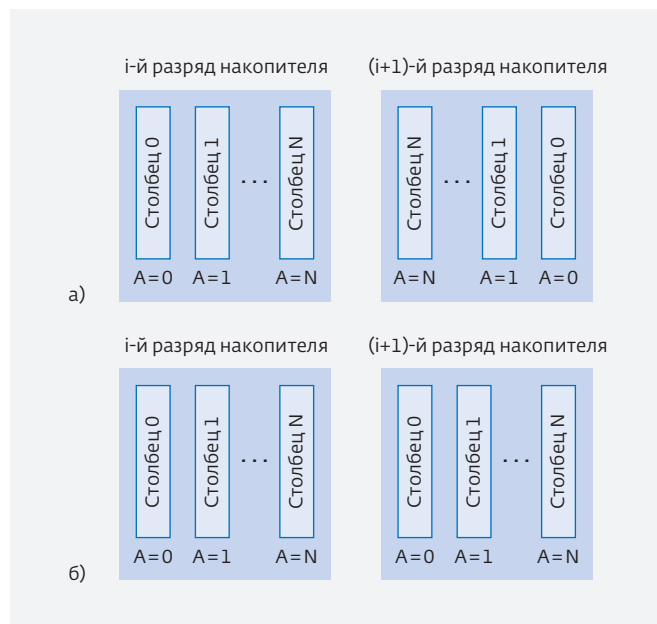 i-й разряд накопителя (i+1)-й разряд накопителя
Столбец 0 Столбец 1 ... Столбец N Столбец N ... Столбец 1 Столбец 0
A=0 A=1 A=N A=N A=1 A=0
а)
i-й разряд накопителя (i+1)-й разряд накопителя
Столбец 0 Столбец 1 ... Столбец N Столбец 0 Столбец 1 ... Столбец N
A=0 A=1 A=N A=0 A=1 A=N
б)